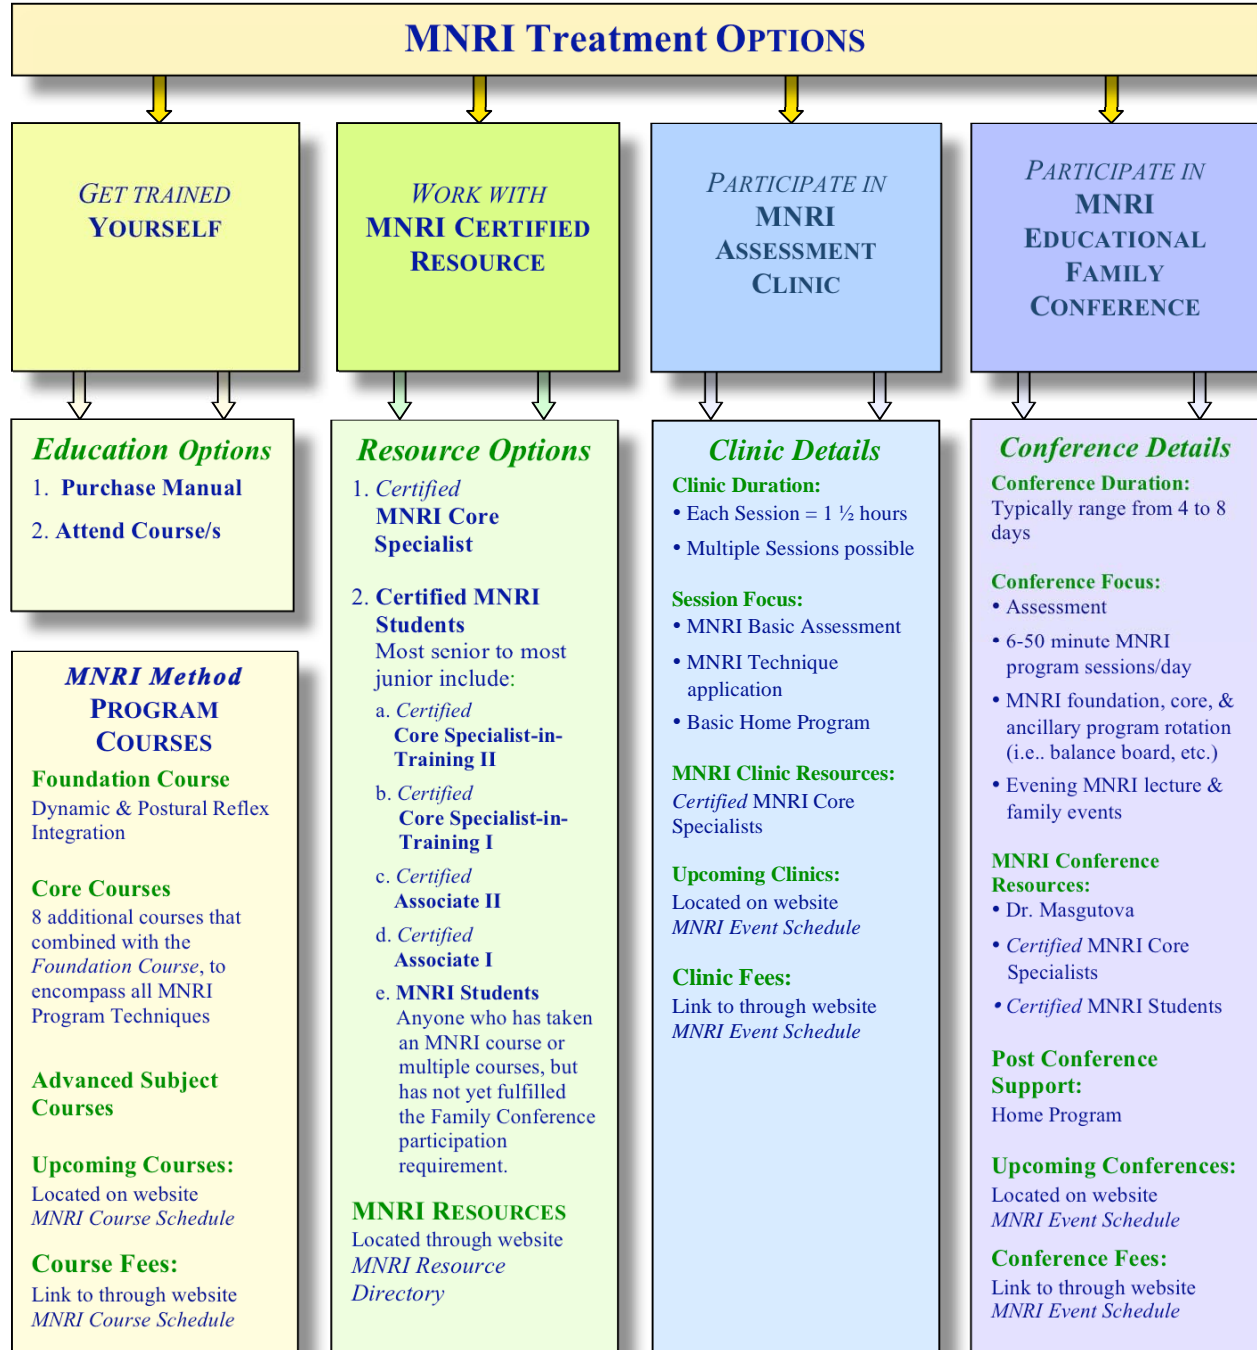 MNRI Treatment OPTIONS
GET TRAINED
YOURSELF
Education Options
1. Purchase Manual
2. Attend Course/s
MNRI Method
PROGRAM
COURSES
Foundation Course
Dynamic & Postural Reflex
Integration
Core Courses
8 additional courses that
combined with the
Foundation Course, to
encompass all MNRI
Program Techniques
Advanced Subject
Courses
Upcoming Courses:
Located on website
MNRI Course Schedule
Course Fees:
Link to through website
MNRI Course Schedule
WORK WITH
MNRI CERTIFIED
RESOURCE
Resource Options
1. Certified
MNRI Core
Specialist
2. Certified MNRI
Students
Most senior to most
junior include:
a. Certified
Core Specialist-in-
Training II
b. Certified
Core Specialist-in-
Training I
c. Certified
Associate II
d. Certified
Associate I
e. MNRI Students
Anyone who has taken
an MNRI course or
multiple courses, but
has not yet fulfilled
the Family Conference
participation
requirement.
MNRI RESOURCES
Located through website
MNRI Resource
Directory
PARTICIPATE IN
MNRI
ASSESSMENT
CLINIC
Clinic Details
Clinic Duration:
• Each Session = 1 ½ hours
• Multiple Sessions possible
Session Focus:
• MNRI Basic Assessment
• MNRI Technique
application
• Basic Home Program
MNRI Clinic Resources:
Certified MNRI Core
Specialists
Upcoming Clinics:
Located on website
MNRI Event Schedule
Clinic Fees:
Link to through website
MNRI Event Schedule
PARTICIPATE IN
MNRI
EDUCATIONAL
FAMILY
CONFERENCE
Conference Details
Conference Duration:
Typically range from 4 to 8
days
Conference Focus:
• Assessment
• 6-50 minute MNRI
program sessions/day
• MNRI foundation, core, &
ancillary program rotation
(i.e.. balance board, etc.)
• Evening MNRI lecture &
family events
MNRI Conference
Resources:
• Dr. Masgutova
• Certified MNRI Core
Specialists
• Certified MNRI Students
Post Conference
Support:
Home Program
Upcoming Conferences:
Located on website
MNRI Event Schedule
Conference Fees:
Link to through website
MNRI Event Schedule